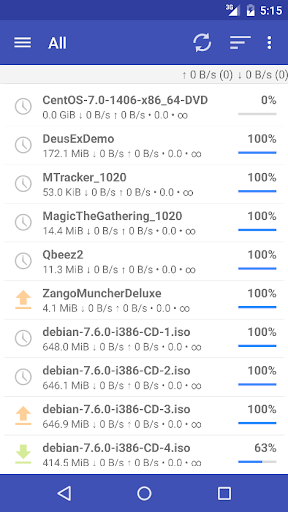 3G 5:15
All
↑ 0 B/s (0) ↓ 0 B/s (0)
CentOS-7.0-1406-x86_64-DVD 0%
0.0 GiB ↓ 0 B/s ↑ 0 B/s • 0.0 • ∞
DeusExDemo 100%
172.1 MiB ↓ 0 B/s ↑ 0 B/s • 0.0 • ∞
MTracker_1020 100%
53.0 KiB ↓ 0 B/s ↑ 0 B/s • 0.0 • ∞
MagicTheGathering_1020 100%
14.4 MiB ↓ 0 B/s ↑ 0 B/s • 0.0 • ∞
Qbeez2 100%
11.3 MiB ↓ 0 B/s ↑ 0 B/s • 0.0 • ∞
ZangoMuncherDeluxe 100%
4.1 MiB ↓ 0 B/s ↑ 0 B/s • 0.0 • ∞
debian-7.6.0-i386-CD-1.iso 100%
648.0 MiB ↓ 0 B/s ↑ 0 B/s • 0.0 • ∞
debian-7.6.0-i386-CD-2.iso 100%
646.1 MiB ↓ 0 B/s ↑ 0 B/s • 0.0 • ∞
debian-7.6.0-i386-CD-3.iso 100%
646.9 MiB ↓ 0 B/s ↑ 0 B/s • 0.0 • ∞
debian-7.6.0-i386-CD-4.iso 63%
414.5 MiB ↓ 0 B/s ↑ 0 B/s • 0.0 • ∞